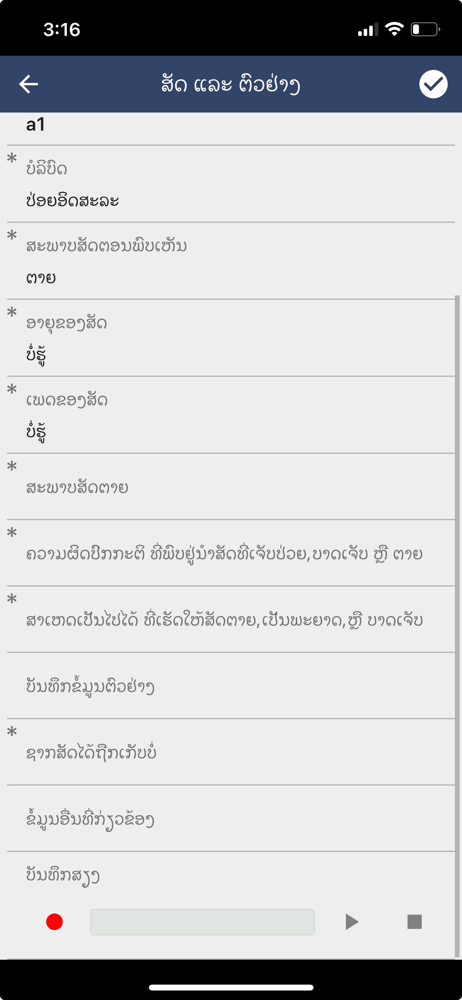 3:16
ສັດ ແລະ ຕົວຢ່າງ
a1
* ບໍລິບົດ
ປ່ອຍອິດສະລະ
* ສະພາບສັດຕອນພົບເຫັນ
ຕາຍ
* ອາຍຸຂອງສັດ
ບໍ່ຮູ້
* ເພດຂອງສັດ
ບໍ່ຮູ້
* ສະພາບສັດຕາຍ
* ຄວາມຜິດປົກກະຕິ ທີ່ພົບຢູ່ນຳສັດທີ່ເຈັບປ່ວຍ,ບາດເຈັບ ຫຼື ຕາຍ
* ສາເຫດເປັນໄປໄດ້ ທີ່ເຮັດໃຫ້ສັດຕາຍ,ເປັນພະຍາດ,ຫຼື ບາດເຈັບ
ບັນທຶກຂໍ້ມູນຕົວຢ່າງ
* ຊາກສັດໄດ້ຖືກເກັບບໍ່
ຂໍ້ມູນອື່ນທີ່ກ່ຽວຂ້ອງ
ບັນທຶກສຽງ